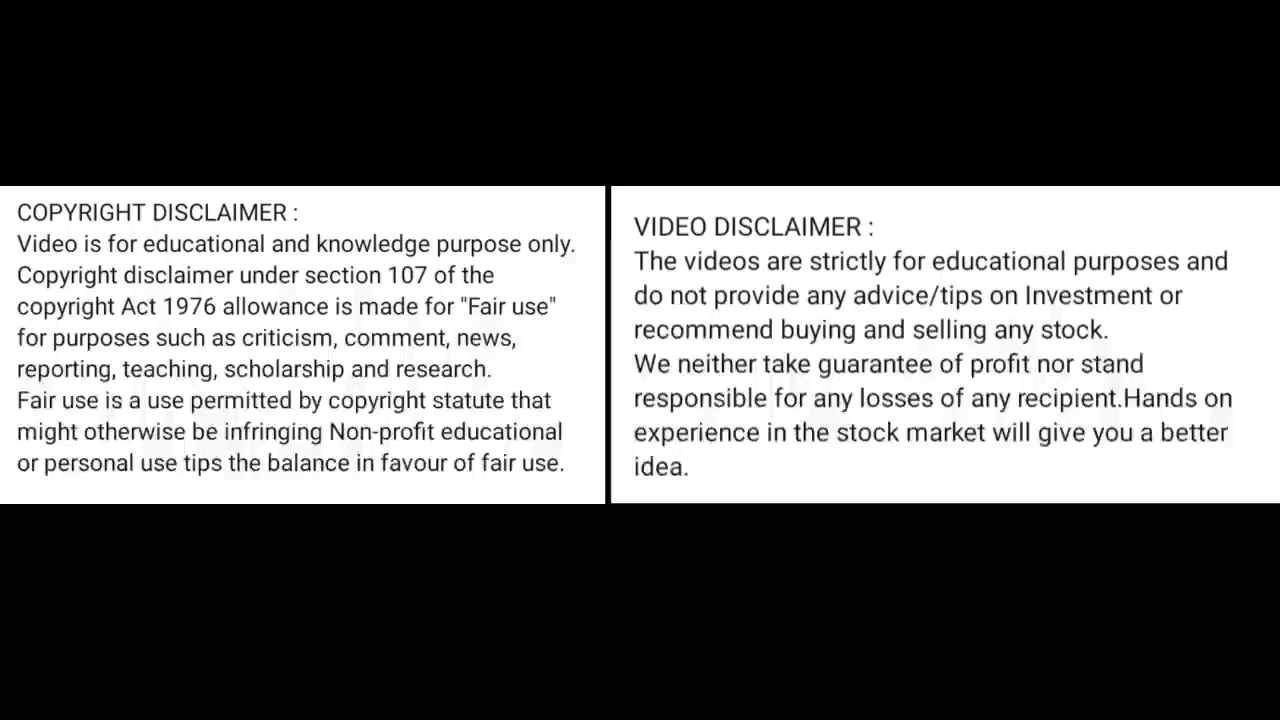 COPYRIGHT DISCLAIMER :
Video is for educational and knowledge purpose only.
Copyright disclaimer under section 107 of the
copyright Act 1976 allowance is made for "Fair use"
for purposes such as criticism, comment, news,
reporting, teaching, scholarship and research.
Fair use is a use permitted by copyright statute that
might otherwise be infringing Non-profit educational
or personal use tips the balance in favour of fair use.
VIDEO DISCLAIMER :
The videos are strictly for educational purposes and
do not provide any advice/tips on Investment or
recommend buying and selling any stock.
We neither take guarantee of profit nor stand
responsible for any losses of any recipient.Hands on
experience in the stock market will give you a better
idea.